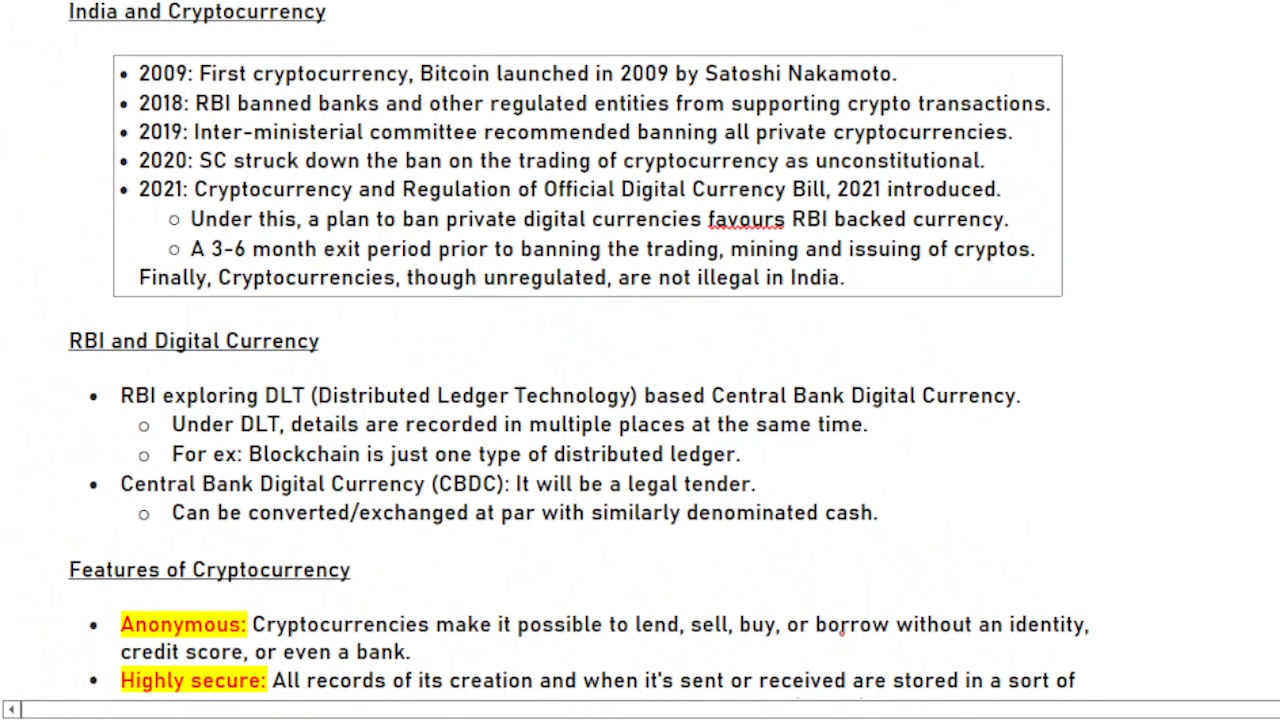 India and Cryptocurrency
• 2009: First cryptocurrency, Bitcoin launched in 2009 by Satoshi Nakamoto.
• 2018: RBI banned banks and other regulated entities from supporting crypto transactions.
• 2019: Inter-ministerial committee recommended banning all private cryptocurrencies.
• 2020: SC struck down the ban on the trading of cryptocurrency as unconstitutional.
• 2021: Cryptocurrency and Regulation of Official Digital Currency Bill, 2021 introduced.
○ Under this, a plan to ban private digital currencies favours RBI backed currency.
○ A 3-6 month exit period prior to banning the trading, mining and issuing of cryptos.
Finally, Cryptocurrencies, though unregulated, are not illegal in India.
RBI and Digital Currency
• RBI exploring DLT (Distributed Ledger Technology) based Central Bank Digital Currency.
○ Under DLT, details are recorded in multiple places at the same time.
○ For ex: Blockchain is just one type of distributed ledger.
• Central Bank Digital Currency (CBDC): It will be a legal tender.
○ Can be converted/exchanged at par with similarly denominated cash.
Features of Cryptocurrency
• Anonymous: Cryptocurrencies make it possible to lend, sell, buy, or borrow without an identity,
credit score, or even a bank.
• Highly secure: All records of its creation and when it's sent or received are stored in a sort of